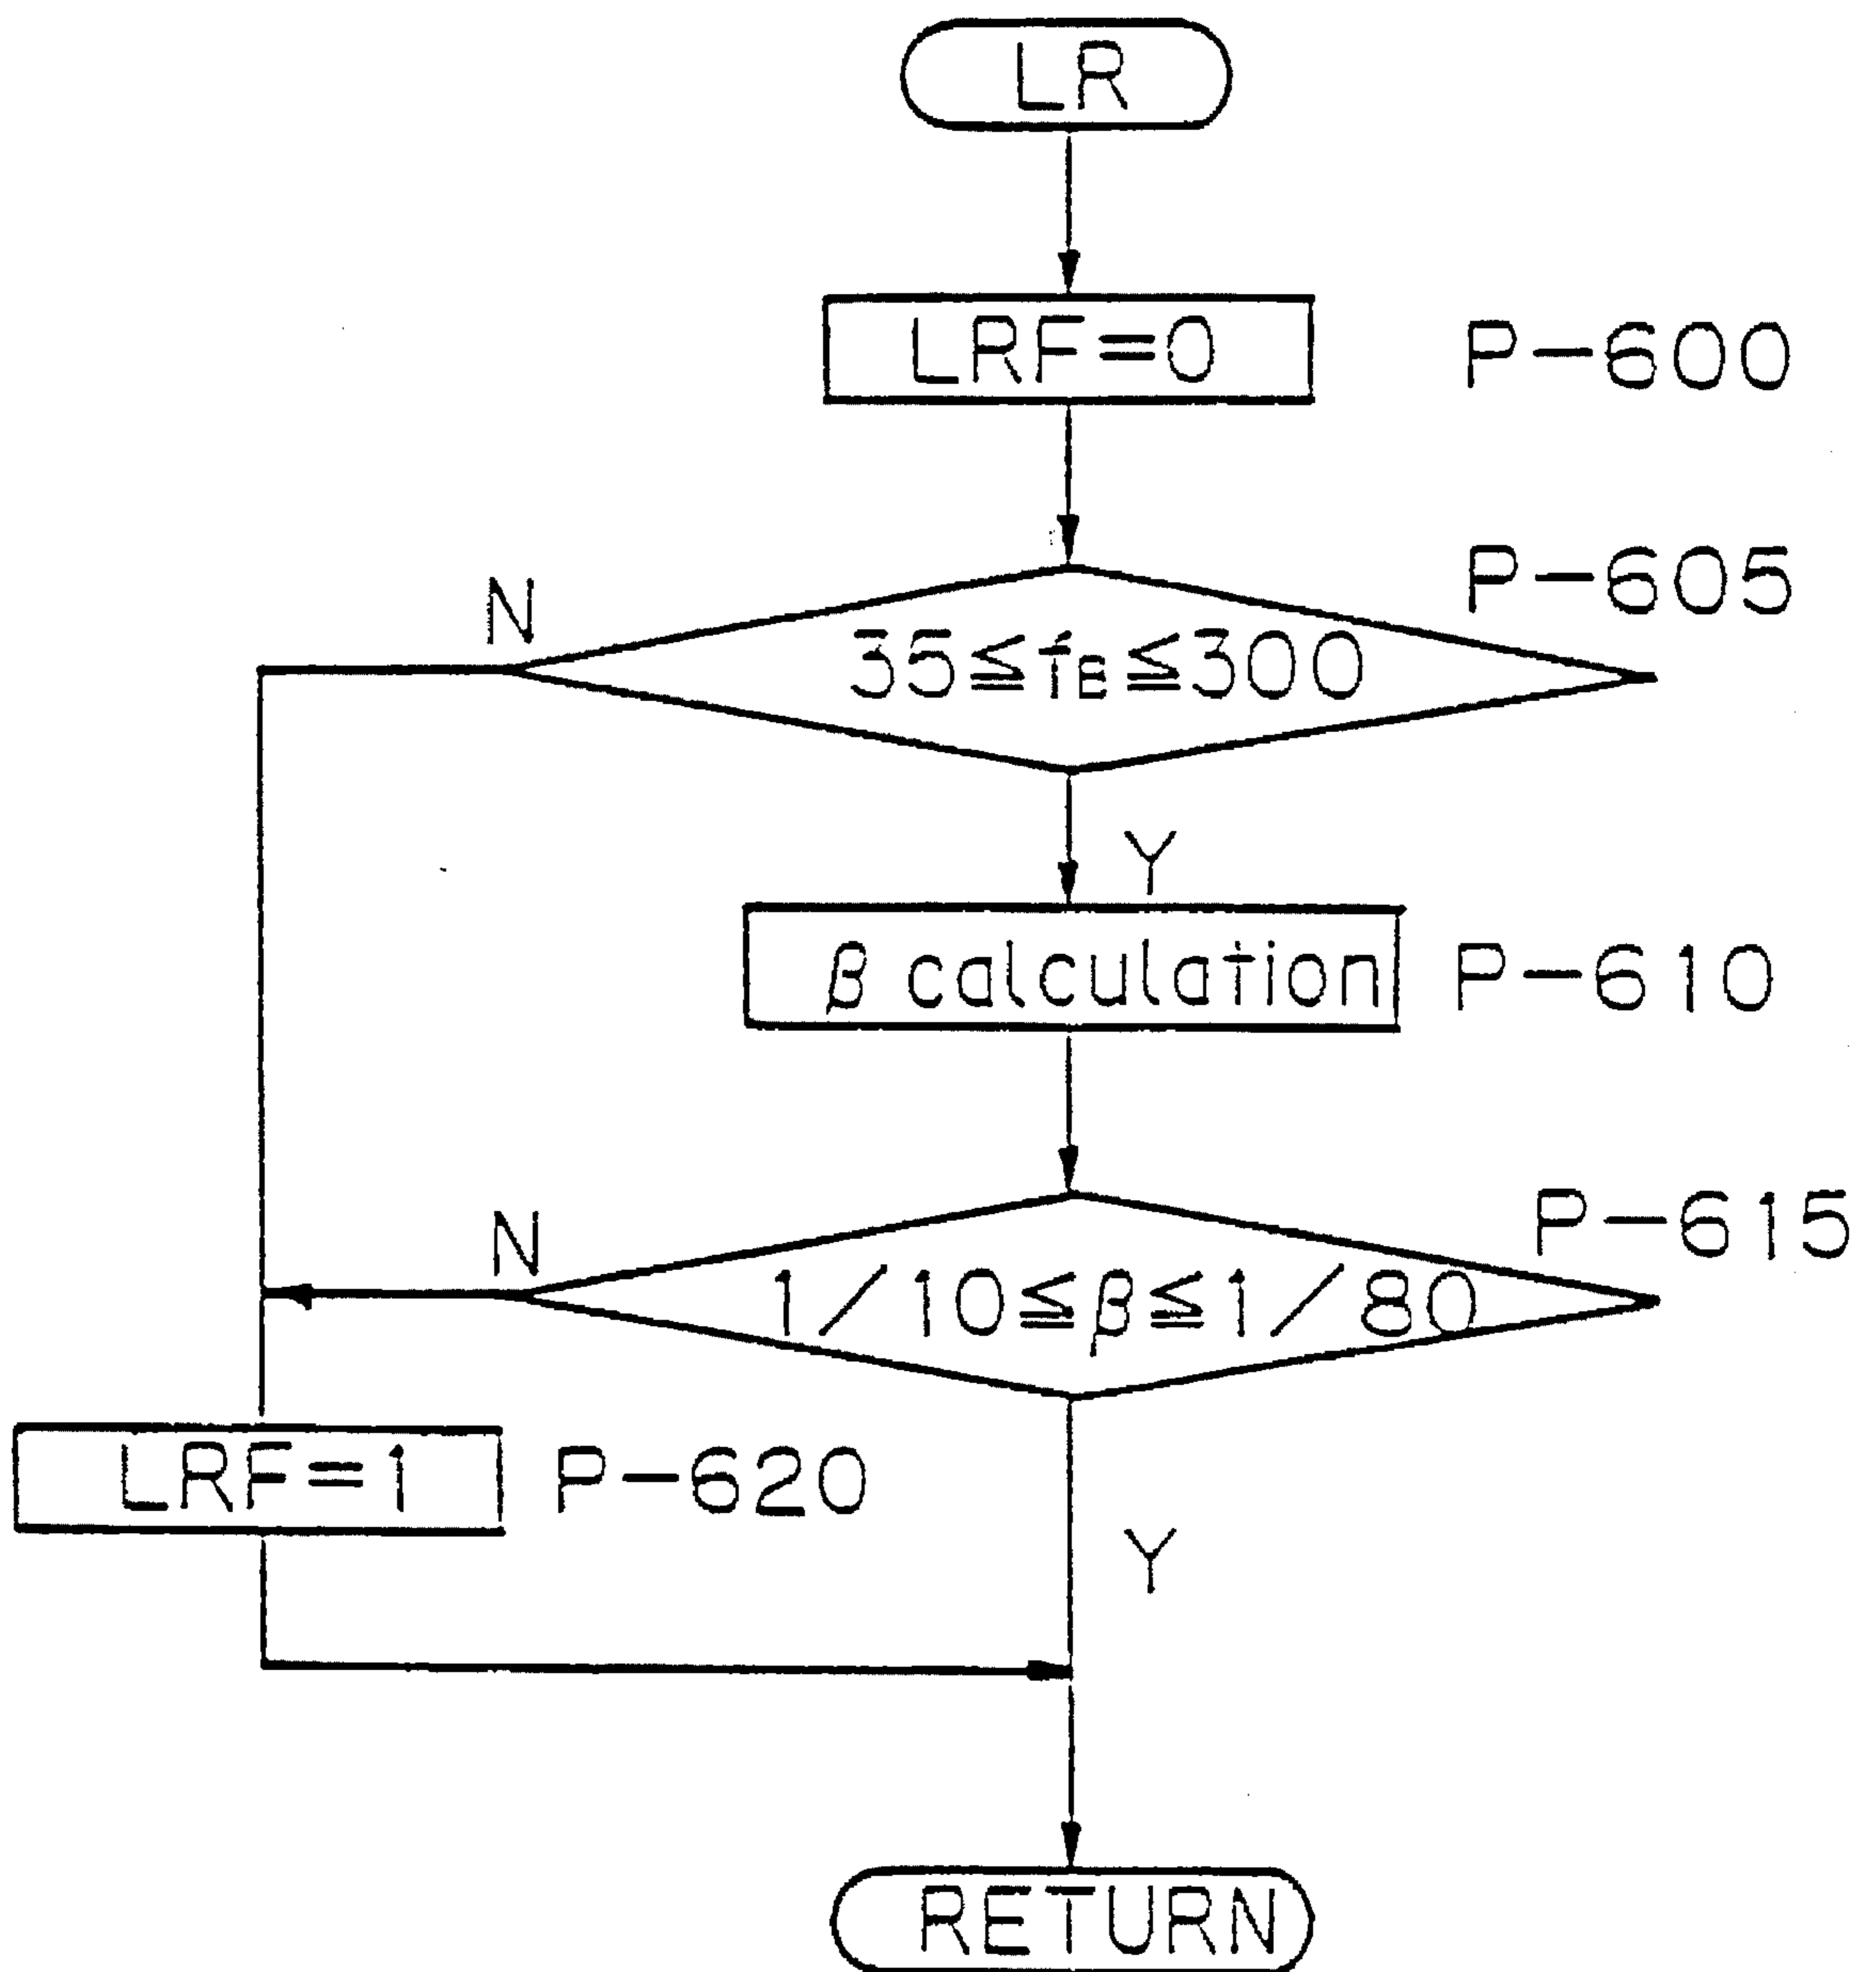 LR
LRF=0
P-600
P-605
N
35≦fB≦300
Y
β calculation
P-610
P-615
N
1/10≦β≦1/80
LRF=1
P-620
Y
RETURN